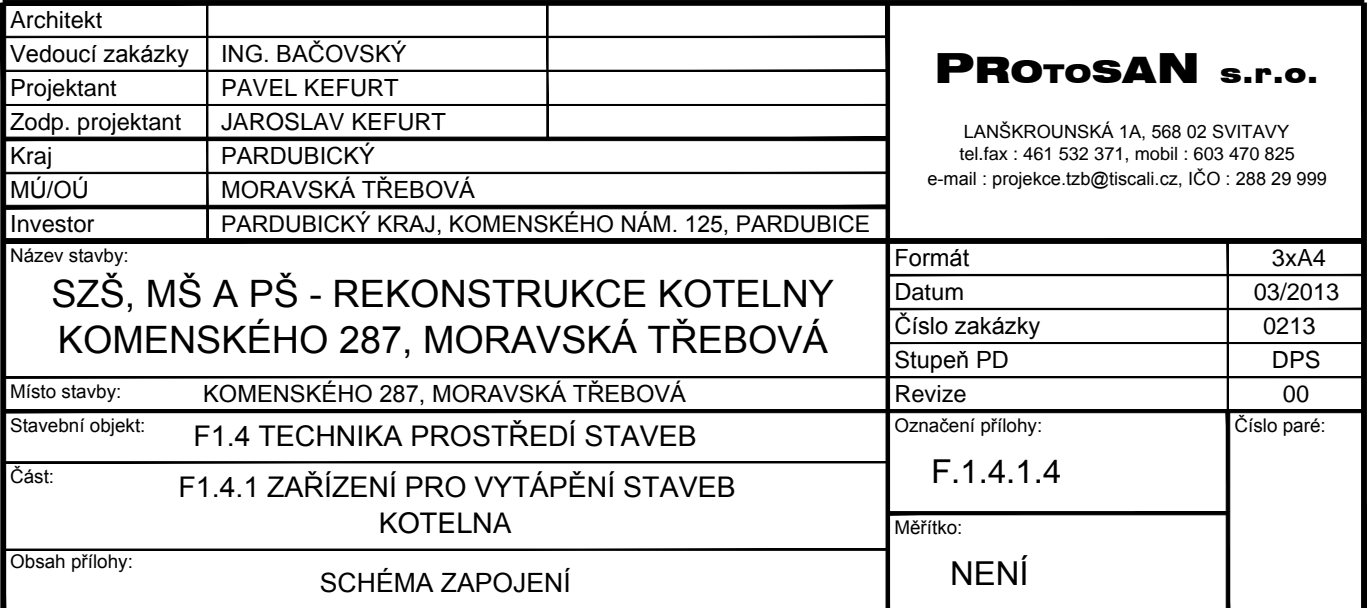 Architekt
Vedoucí zakázky ING. BAČOVSKÝ
Projektant PAVEL KEFURT
Zodp. projektant JAROSLAV KEFURT
Kraj PARDUBICKÝ
MÚ/OÚ MORAVSKÁ TŘEBOVÁ
Investor PARDUBICKÝ KRAJ, KOMENSKÉHO NÁM. 125, PARDUBICE
PROTOSAN s.r.o.
LANŠKROUNSKÁ 1A, 568 02 SVITAVY
tel.fax : 461 532 371, mobil : 603 470 825
e-mail : projekce.tzb@tiscali.cz, IČO : 288 29 999
Název stavby:
SZŠ, MŠ A PŠ - REKONSTRUKCE KOTELNY
KOMENSKÉHO 287, MORAVSKÁ TŘEBOVÁ
Místo stavby: KOMENSKÉHO 287, MORAVSKÁ TŘEBOVÁ
Formát 3xA4
Datum 03/2013
Číslo zakázky 0213
Stupeň PD DPS
Revize 00
Stavební objekt: F1.4 TECHNIKA PROSTŘEDÍ STAVEB
Část: F1.4.1 ZAŘÍZENÍ PRO VYTÁPĚNÍ STAVEB
KOTELNA
Obsah přílohy: SCHÉMA ZAPOJENÍ
Označení přílohy:
F.1.4.1.4
Měřítko:
NENÍ
Číslo paré: